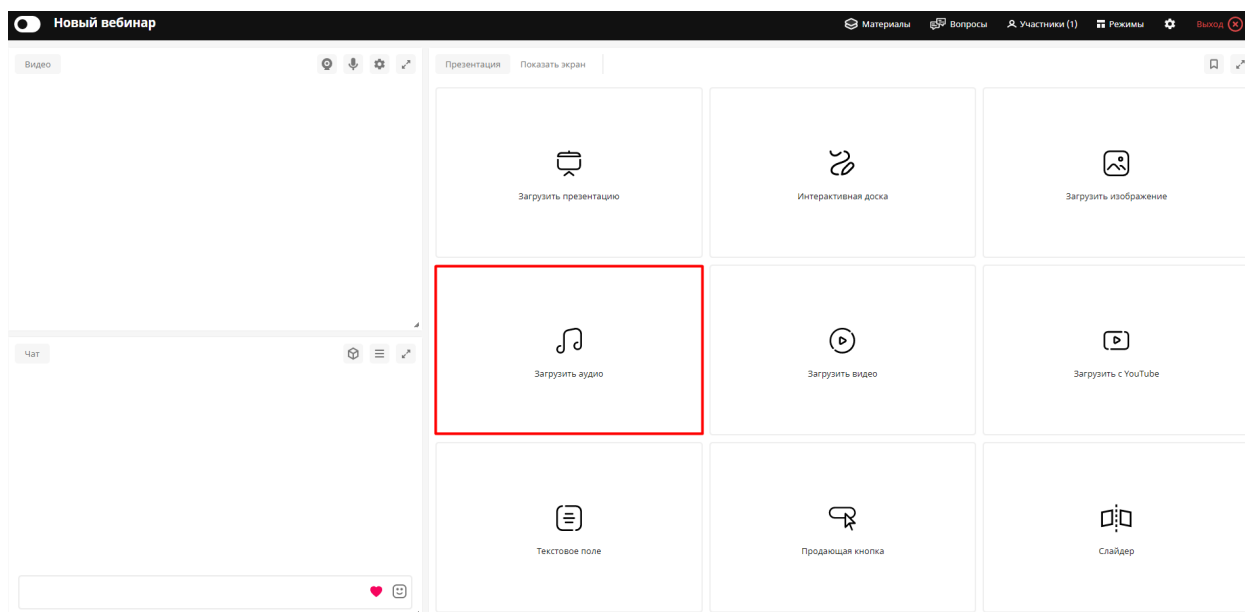 Новый вебинар
Материалы
Вопросы
Участники (1)
Режимы
Выход
Видео
Презентация
Показать экран
Загрузить презентацию
Интерактивная доска
Загрузить изображение
Загрузить аудио
Загрузить видео
Загрузить с YouTube
Чат
Текстовое поле
Продающая кнопка
Слайдер